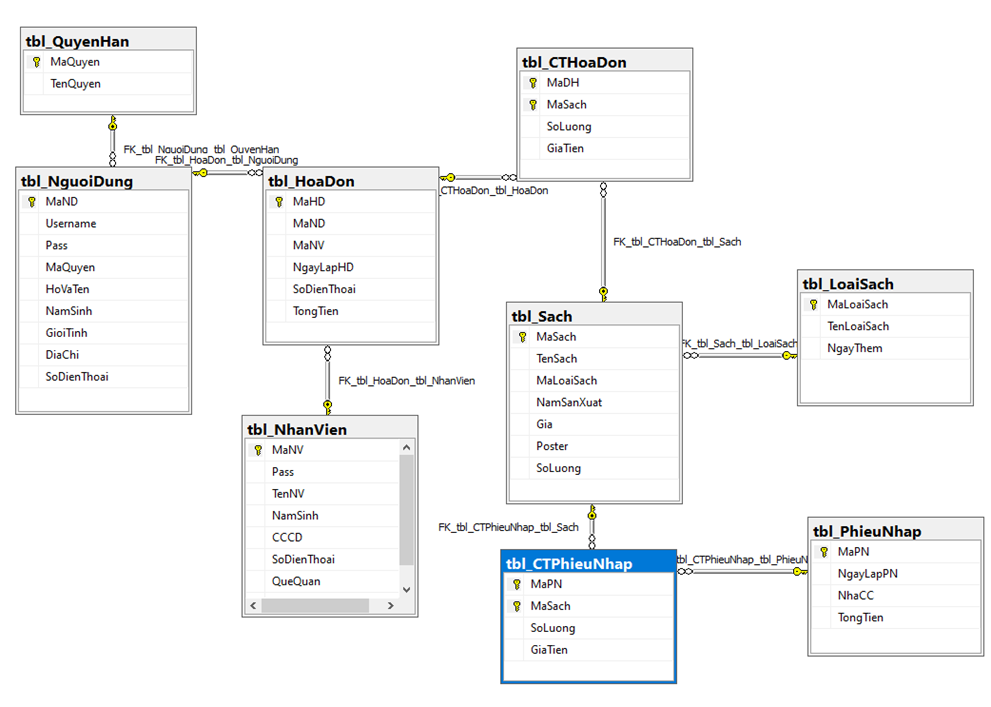 tbl_QuyenHan
MaQuyen
TenQuyen
FK_tbl_NguoiDung_tbl_QuyenHan
FK_tbl_HoaDon_tbl_NguoiDung
tbl_NguoiDung
MaND
Username
Pass
MaQuyen
HoVaTen
NamSinh
GioiTinh
DiaChi
SoDienThoai
tbl_HoaDon
MaHD
MaND
MaNV
NgayLapHD
SoDienThoai
TongTien
_CTHoaDon_tbl_HoaDon
tbl_CTHoaDon
MaDH
MaSach
SoLuong
GiaTien
FK_tbl_CTHoaDon_tbl_Sach
FK_tbl_HoaDon_tbl_NhanVien
tbl_NhanVien
MaNV
Pass
TenNV
NamSinh
CCCD
SoDienThoai
QueQuan
tbl_Sach
MaSach
TenSach
MaLoaiSach
NamSanXuat
Gia
Poster
SoLuong
FK_tbl_Sach_tbl_LoaiSach
tbl_LoaiSach
MaLoaiSach
TenLoaiSach
NgayThem
FK_tbl_CTPhieuNhap_tbl_Sach
tbl_CTPhieuNhap
MaPN
MaSach
SoLuong
GiaTien
tbl_CTPhieuNhap_tbl_PhieuN
tbl_PhieuNhap
MaPN
NgayLapPN
NhaCC
TongTien